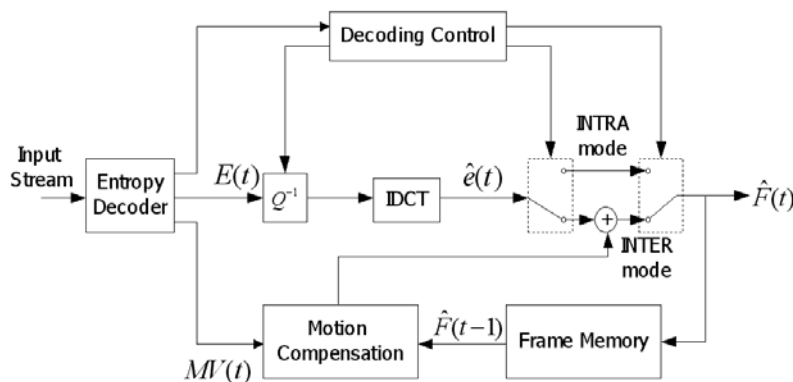 Decoding Control
INTRA
mode
Input
Stream
Entropy
Decoder
E(t)
Q⁻¹
IDCT
ê(t)
+
F̂(t)
INTER
mode
Motion
Compensation
F̂(t−1)
Frame Memory
MV(t)